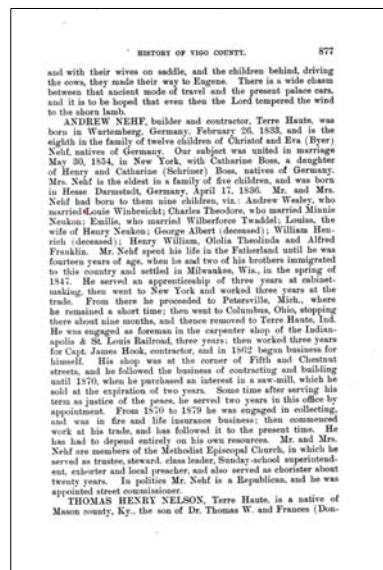 HISTORY OF VIGO COUNTY. 877
and with their wives on saddle, and the children behind, driving
the cows, they made their way to Eugene. There is a wide chasm
between that ancient mode of travel and the present palace cars,
and it is to be hoped that even then the Lord tempered the wind
to the shorn lamb.
ANDREW NEHF, builder and contractor, Terre Haute, was
born in Wurtemberg, Germany, February 26, 1833, and is the
eighth in the family of twelve children of Christof and Eva (Byer)
Nehf, natives of Germany. Our subject was united in marriage
May 30, 1854, in New York, with Catharine Boss, a daughter
of Henry and Catharine (Schriner) Boss, natives of Germany.
Mrs. Nehf is the eldest in a family of five children, and was born
in Hesse Darmstadt, Germany, April 17, 1836. Mr. and Mrs.
Nehf had born to them nine children, viz.: Andrew Wesley, who
married Louie Winbreicht; Charles Theodore, who married Minnie
Neukon; Emilie, who married Wilberforce Twaddel; Louisa, the
wife of Henry Neukon; George Albert (deceased); William Hen-
rich (deceased); Henry William, Ololis Theolinda and Alfred
Franklin. Mr. Nehf spent his life in the Fatherland until he was
fourteen years of age, when he and two of his brothers immigrated
to this country and settled in Milwaukee, Wis., in the spring of
1847. He served an apprenticeship of three years at cabinet-
making, then went to New York and worked three years at the
trade. From there he proceeded to Petersville, Mich., where
he remained a short time; then went to Columbus, Ohio, stopping
there about nine months, and thence removed to Terre Haute, Ind.
He was engaged as foreman in the carpenter shop of the Indian-
apolis & St. Louis Railroad, three years; then worked three years
for Capt. James Hook, contractor, and in 1862 began business for
himself. His shop was at the corner of Fifth and Chestnut
streets, and he followed the business of contracting and building
until 1870, when he purchased an interest in a saw-mill, which he
sold at the expiration of two years. Some time after serving his
term as justice of the peace, he served two years in this office by
appointment. From 1870 to 1879 he was engaged in collecting,
and was in fire and life insurance business; then commenced
work at his trade, and has followed it to the present time. He
has had to depend entirely on his own resources. Mr. and Mrs.
Nehf are members of the Methodist Episcopal Church, in which he
served as trustee, steward, class leader, Sunday-school superintend-
ent, exhorter and local preacher, and also served as chorister about
twenty years. In politics Mr. Nehf is a Republican, and he was
appointed street commissioner.
THOMAS HENRY NELSON, Terre Haute, is a native of
Mason county, Ky., the son of Dr. Thomas W. and Frances (Don-